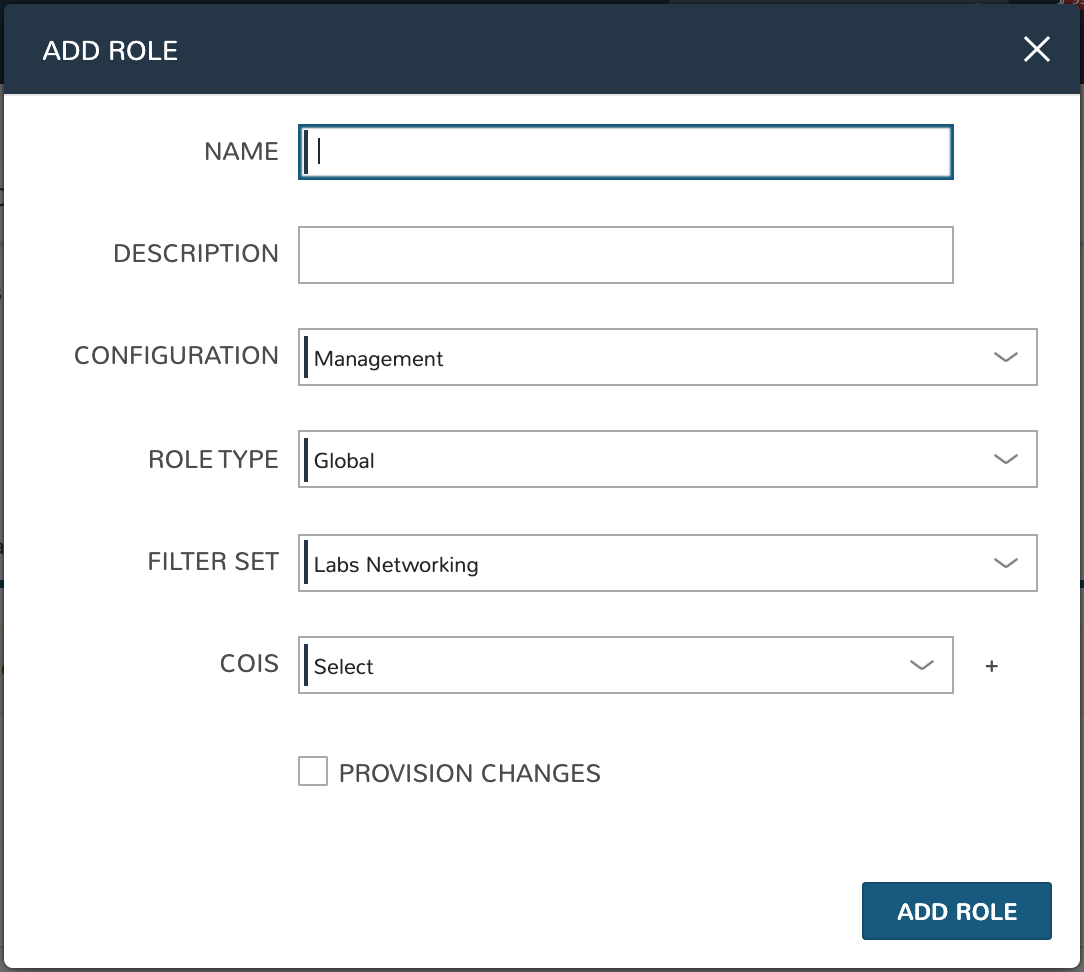 ADD ROLE
NAME
DESCRIPTION
CONFIGURATION Management
ROLE TYPE Global
FILTER SET Labs Networking
COIS Select +
PROVISION CHANGES
ADD ROLE